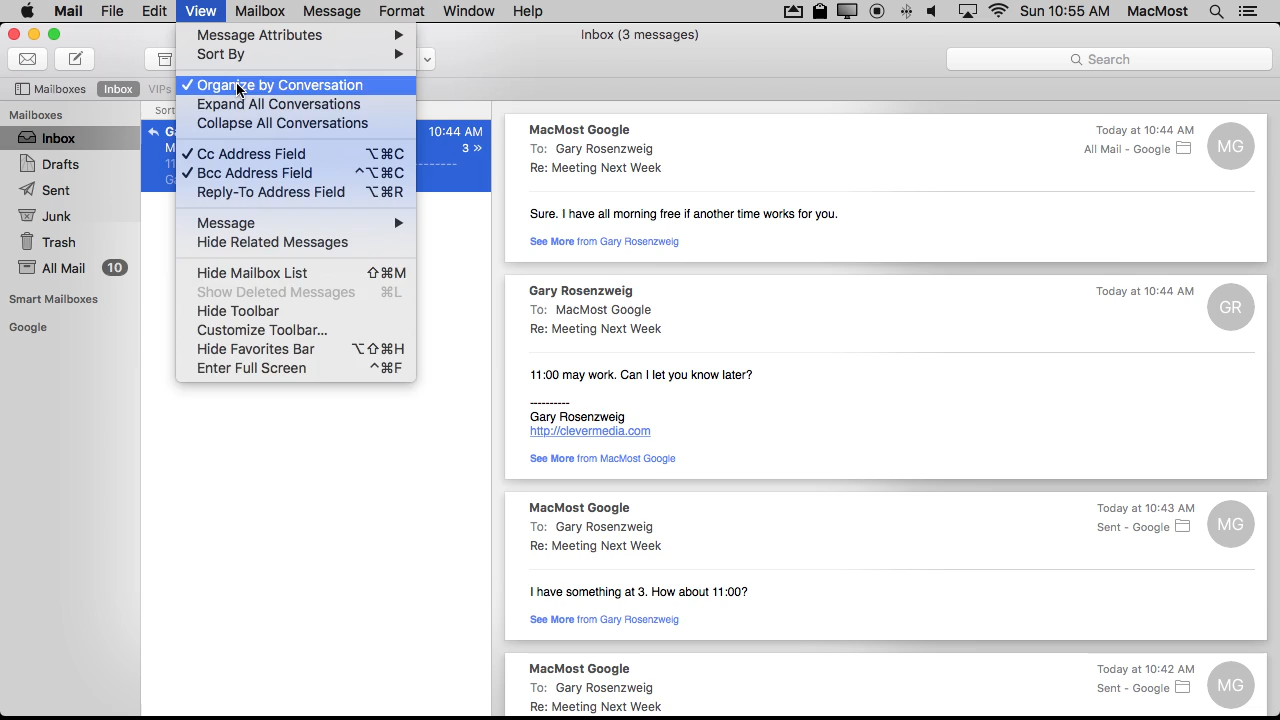 Mail File Edit View Mailbox Message Format Window Help Sun 10:55 AM MacMost
Inbox (3 messages)
Search
Mailboxes Inbox VIPs
Mailboxes
Inbox
Drafts
Sent
Junk
Trash
All Mail 10
Smart Mailboxes
Google
Sort
10:44 AM
3 »
Message Attributes
Sort By
✓ Organize by Conversation
Expand All Conversations
Collapse All Conversations
✓ Cc Address Field ⌥⌘C
✓ Bcc Address Field ^⌥⌘C
Reply-To Address Field ⌥⌘R
Message
Hide Related Messages
Hide Mailbox List ⇧⌘M
Show Deleted Messages ⌘L
Hide Toolbar
Customize Toolbar...
Hide Favorites Bar ⌥⇧⌘H
Enter Full Screen ^⌘F
MacMost Google Today at 10:44 AM
To: Gary Rosenzweig All Mail - Google
MG
Re: Meeting Next Week
Sure. I have all morning free if another time works for you.
See More from Gary Rosenzweig
Gary Rosenzweig Today at 10:44 AM
To: MacMost Google
GR
Re: Meeting Next Week
11:00 may work. Can I let you know later?
----------
Gary Rosenzweig
http://clevermedia.com
See More from MacMost Google
MacMost Google Today at 10:43 AM
To: Gary Rosenzweig Sent - Google
MG
Re: Meeting Next Week
I have something at 3. How about 11:00?
See More from Gary Rosenzweig
MacMost Google Today at 10:42 AM
To: Gary Rosenzweig Sent - Google
MG
Re: Meeting Next Week